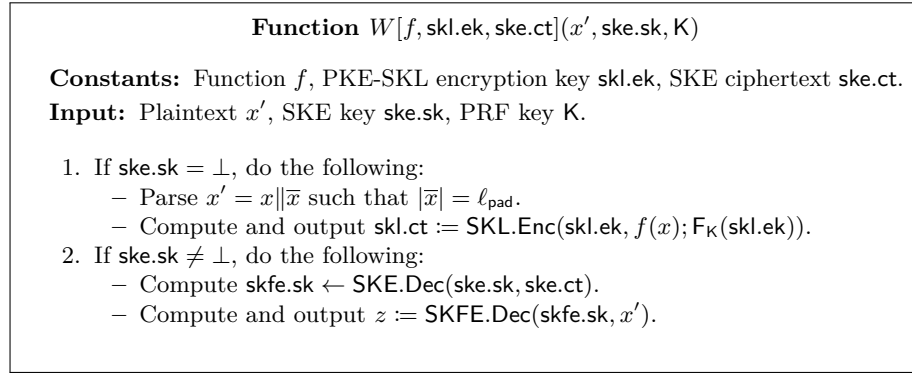 Function W[f, skl.ek, ske.ct](x′, ske.sk, K)
Constants: Function f, PKE-SKL encryption key skl.ek, SKE ciphertext ske.ct.
Input: Plaintext x′, SKE key ske.sk, PRF key K.
1. If ske.sk = ⊥, do the following:
– Parse x′ = x‖x̅ such that |x̅| = ℓ_pad.
– Compute and output skl.ct := SKL.Enc(skl.ek, f(x); F_K(skl.ek)).
2. If ske.sk ≠ ⊥, do the following:
– Compute skfe.sk ← SKE.Dec(ske.sk, ske.ct).
– Compute and output z := SKFE.Dec(skfe.sk, x′).